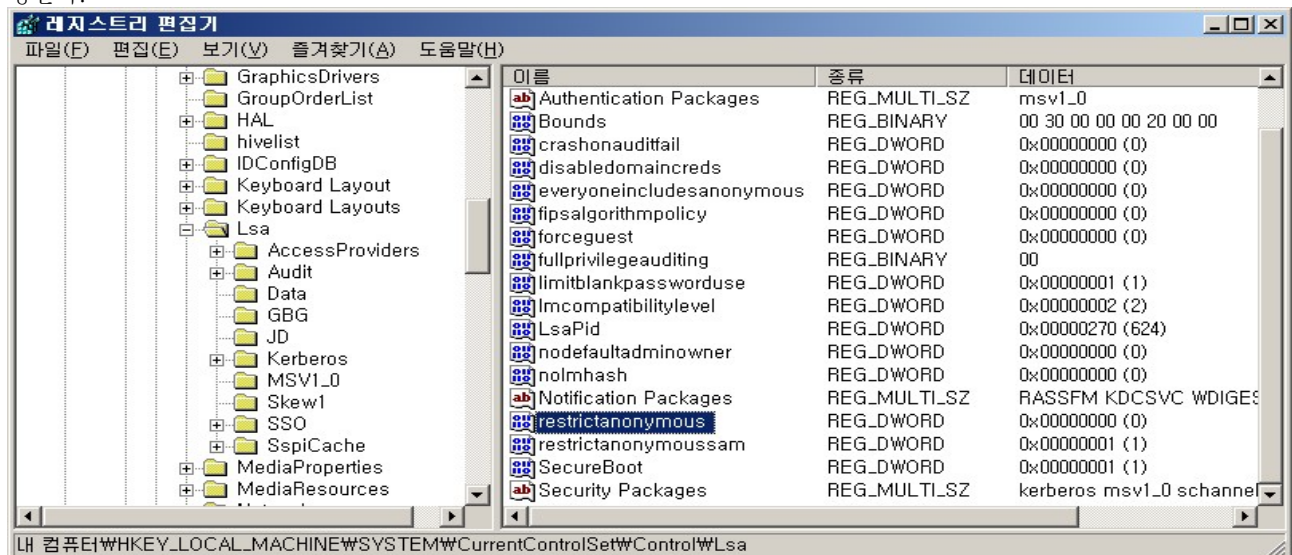 레지스트리 편집기
파일(F) 편집(E) 보기(V) 즐겨찾기(A) 도움말(H)
GraphicsDrivers
GroupOrderList
HAL
hivelist
IDConfigDB
Keyboard Layout
Keyboard Layouts
Lsa
AccessProviders
Audit
Data
GBG
JD
Kerberos
MSV1_0
Skew1
SSO
SspiCache
MediaProperties
MediaResources
이름 종류 데이터
Authentication Packages REG_MULTI_SZ msv1_0
Bounds REG_BINARY 00 30 00 00 00 20 00 00
crashonauditfail REG_DWORD 0x00000000 (0)
disabledomaincreds REG_DWORD 0x00000000 (0)
everyoneincludesanonymous REG_DWORD 0x00000000 (0)
fipsalgorithmpolicy REG_DWORD 0x00000000 (0)
forceguest REG_DWORD 0x00000000 (0)
fullprivilegeauditing REG_BINARY 00
limitblankpassworduse REG_DWORD 0x00000001 (1)
lmcompatibilitylevel REG_DWORD 0x00000002 (2)
LsaPid REG_DWORD 0x00000270 (624)
nodefaultadminowner REG_DWORD 0x00000000 (0)
nolmhash REG_DWORD 0x00000000 (0)
Notification Packages REG_MULTI_SZ RASSFM KDCSVC WDIGES
restrictanonymous REG_DWORD 0x00000000 (0)
restrictanonymoussam REG_DWORD 0x00000001 (1)
SecureBoot REG_DWORD 0x00000001 (1)
Security Packages REG_MULTI_SZ kerberos msv1_0 schannel
내 컴퓨터₩HKEY_LOCAL_MACHINE₩SYSTEM₩CurrentControlSet₩Control₩Lsa